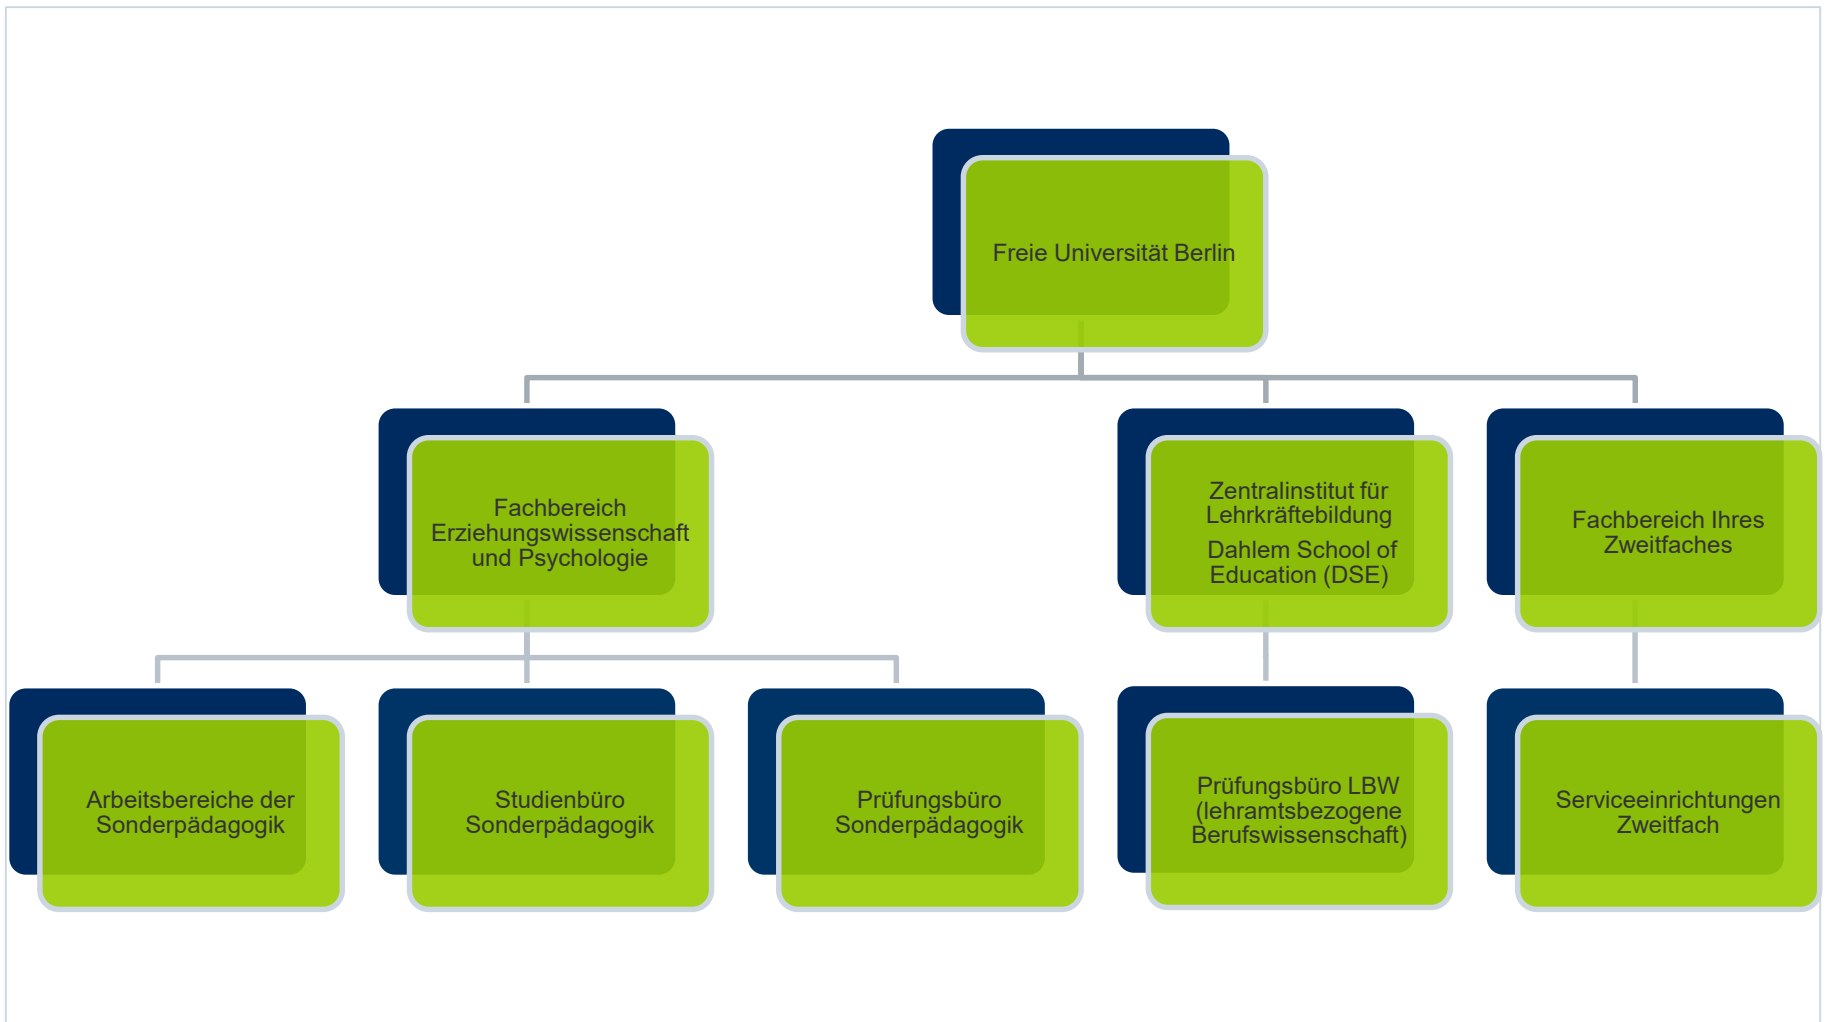 Freie Universität Berlin
Fachbereich
Erziehungswissenschaft
und Psychologie
Zentralinstitut für
Lehrkräftebildung
Dahlem School of
Education (DSE)
Fachbereich Ihres
Zweitfaches
Arbeitsbereiche der
Sonderpädagogik
Studienbüro
Sonderpädagogik
Prüfungsbüro
Sonderpädagogik
Prüfungsbüro LBW
(lehramtsbezogene
Berufswissenschaft)
Serviceeinrichtungen
Zweitfach